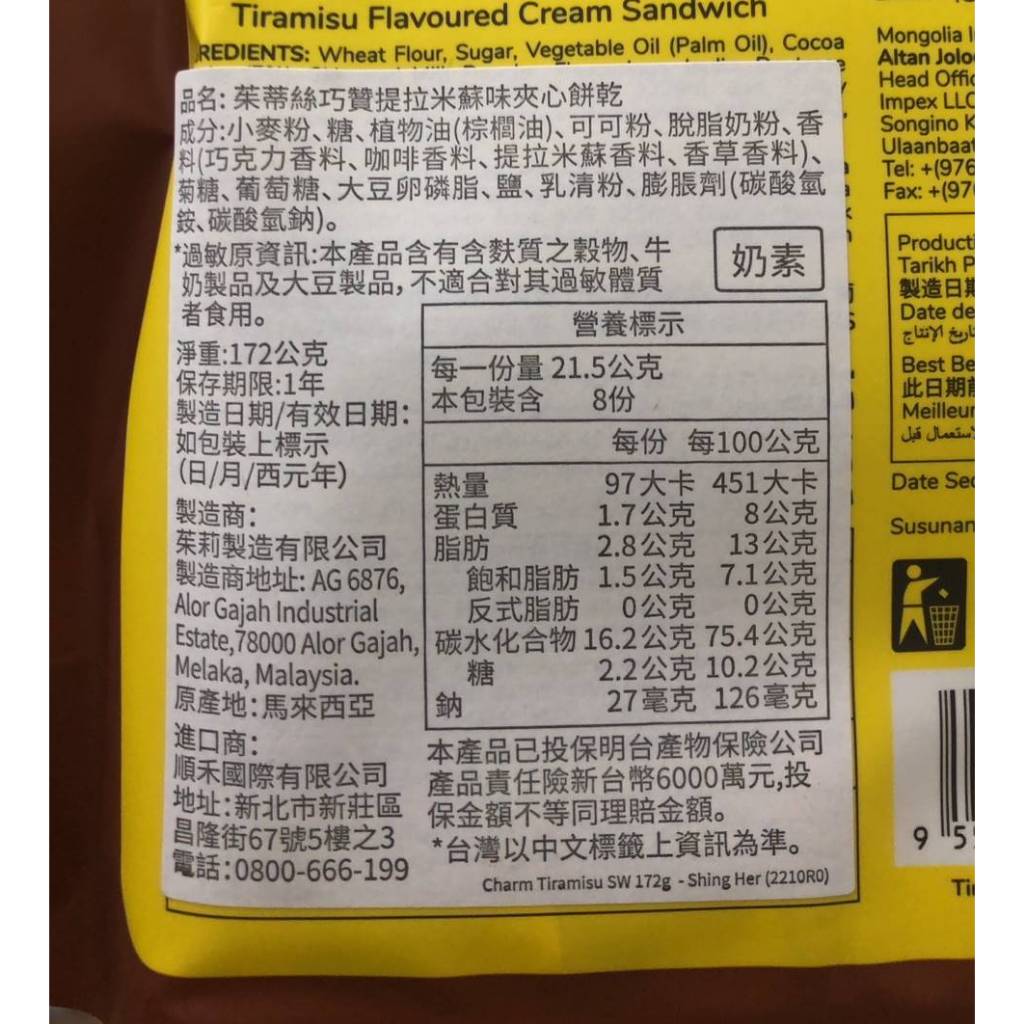 Tiramisu Flavoured Cream Sandwich
REDIENTS: Wheat Flour, Sugar, Vegetable Oil (Palm Oil), Cocoa
品名: 茱蒂絲巧贊提拉米蘇味夾心餅乾
成分:小麥粉、糖、植物油(棕櫚油)、可可粉、脫脂奶粉、香
料(巧克力香料、咖啡香料、提拉米蘇香料、香草香料)、
菊糖、葡萄糖、大豆卵磷脂、鹽、乳清粉、膨脹劑(碳酸氫
銨、碳酸氫鈉)。
*過敏原資訊:本產品含有含麩質之穀物、牛
奶製品及大豆製品, 不適合對其過敏體質
者食用。
奶素
淨重:172公克
保存期限:1年
製造日期/有效日期:
如包裝上標示
(日/月/西元年)
製造商:
茱莉製造有限公司
製造商地址: AG 6876,
Alor Gajah Industrial
Estate,78000 Alor Gajah,
Melaka, Malaysia.
原產地:馬來西亞
進口商:
順禾國際有限公司
地址:新北市新莊區
昌隆街67號5樓之3
電話:0800-666-199
營養標示
每一份量 21.5公克
本包裝含 8份
每份 每100公克
熱量 97大卡 451大卡
蛋白質 1.7公克 8公克
脂肪 2.8公克 13公克
飽和脂肪 1.5公克 7.1公克
反式脂肪 0公克 0公克
碳水化合物 16.2公克 75.4公克
糖 2.2公克 10.2公克
鈉 27毫克 126毫克
本產品已投保明台產物保險公司
產品責任險新台幣6000萬元,投
保金額不等同理賠金額。
*台灣以中文標籤上資訊為準。
Charm Tiramisu SW 172g - Shing Her (2210R0)
Mongolia
Altan Jolo
Head Offic
Impex LLC
Songino K
Ulaanbaat
Tel: +(976
Fax: +(97
Product
Tarikh P
製造日期
Date de
تاريخ الإنتاج
Best Be
此日期前
Meilleur
استعمال قبل
Date Sec
Susunan
9 5